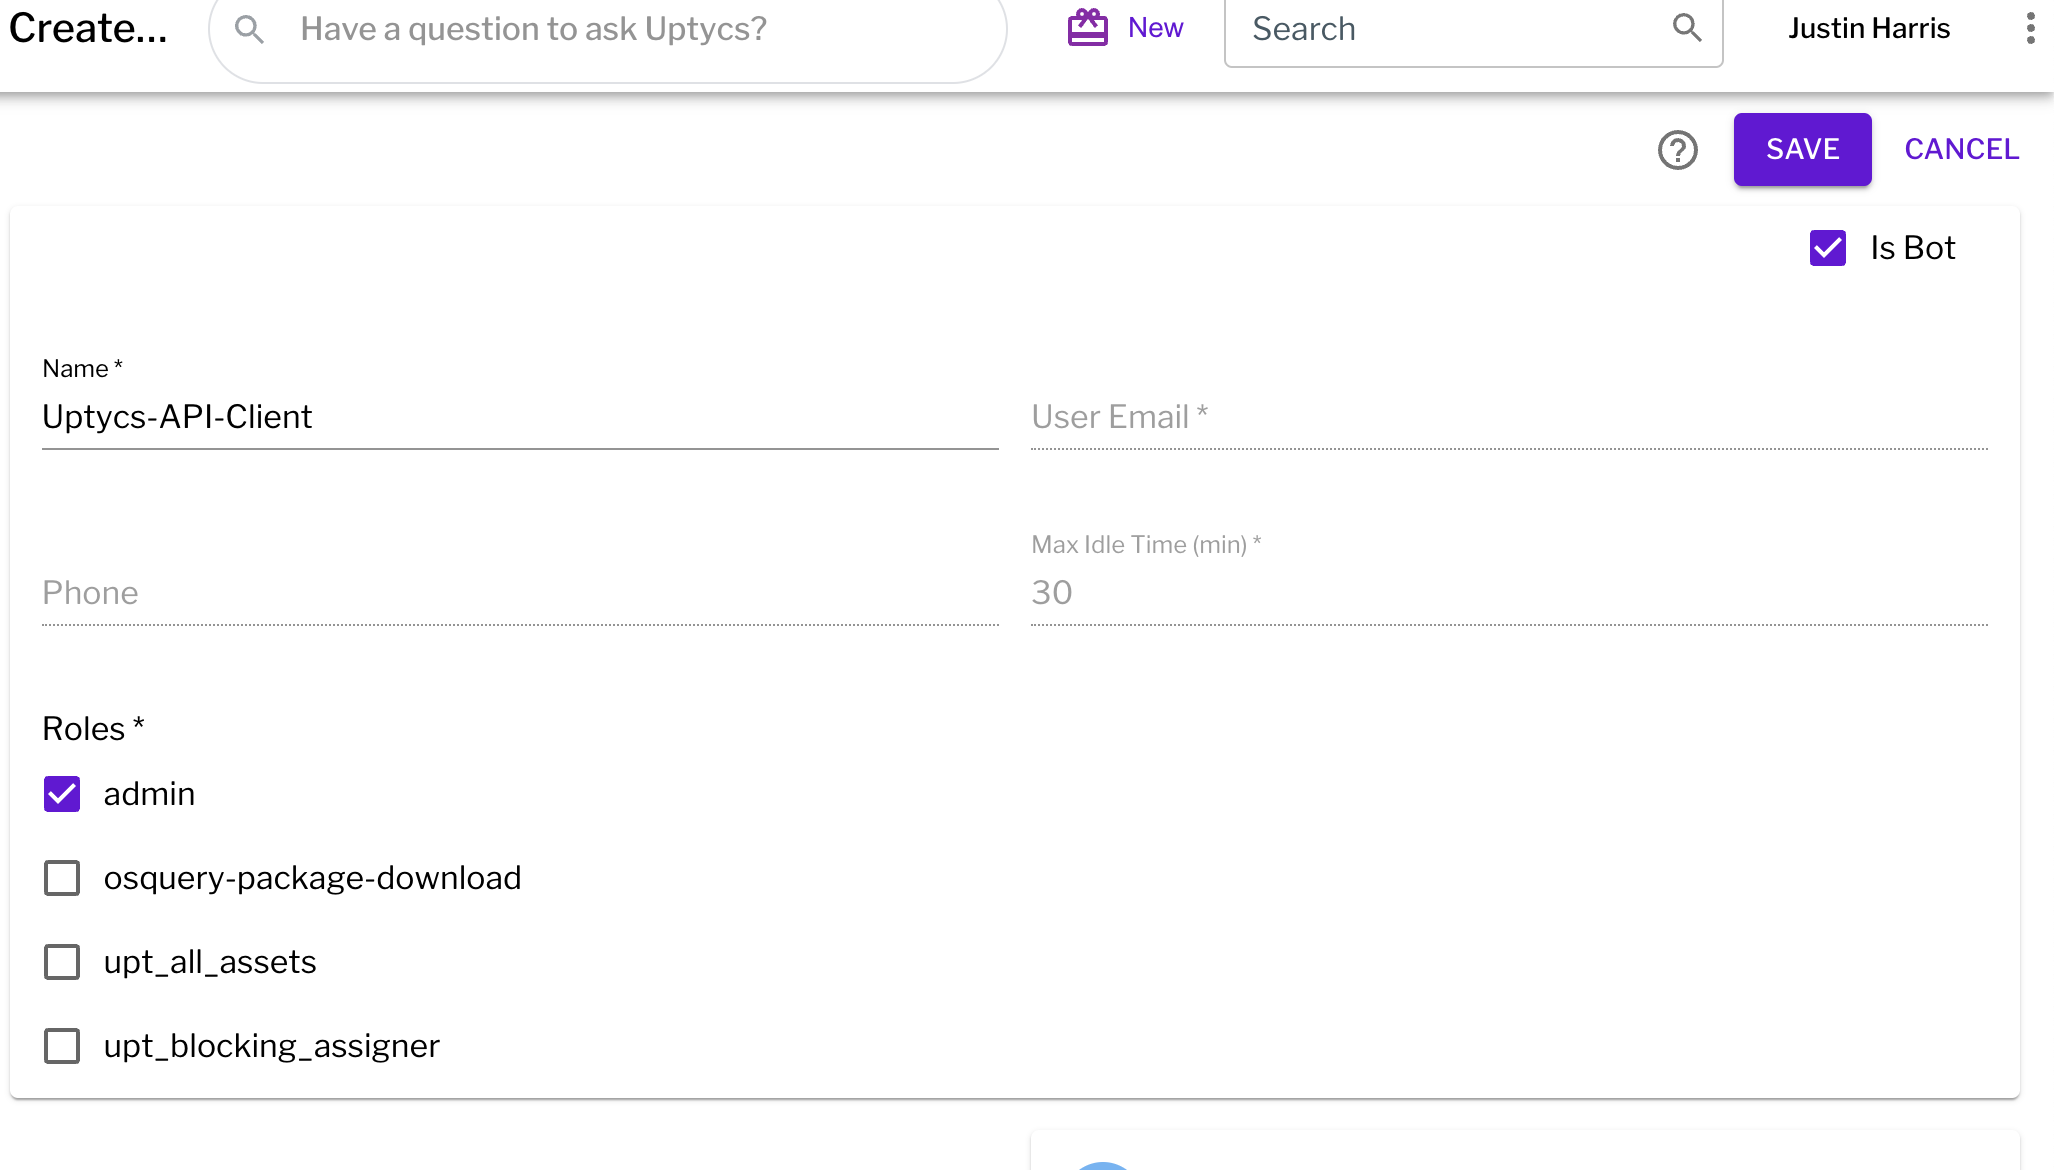 Create...
Have a question to ask Uptycs?
New
Search
Justin Harris
SAVE
CANCEL
Is Bot
Name *
Uptycs-API-Client
User Email *
Phone
Max Idle Time (min) *
30
Roles *
admin
osquery-package-download
upt_all_assets
upt_blocking_assigner